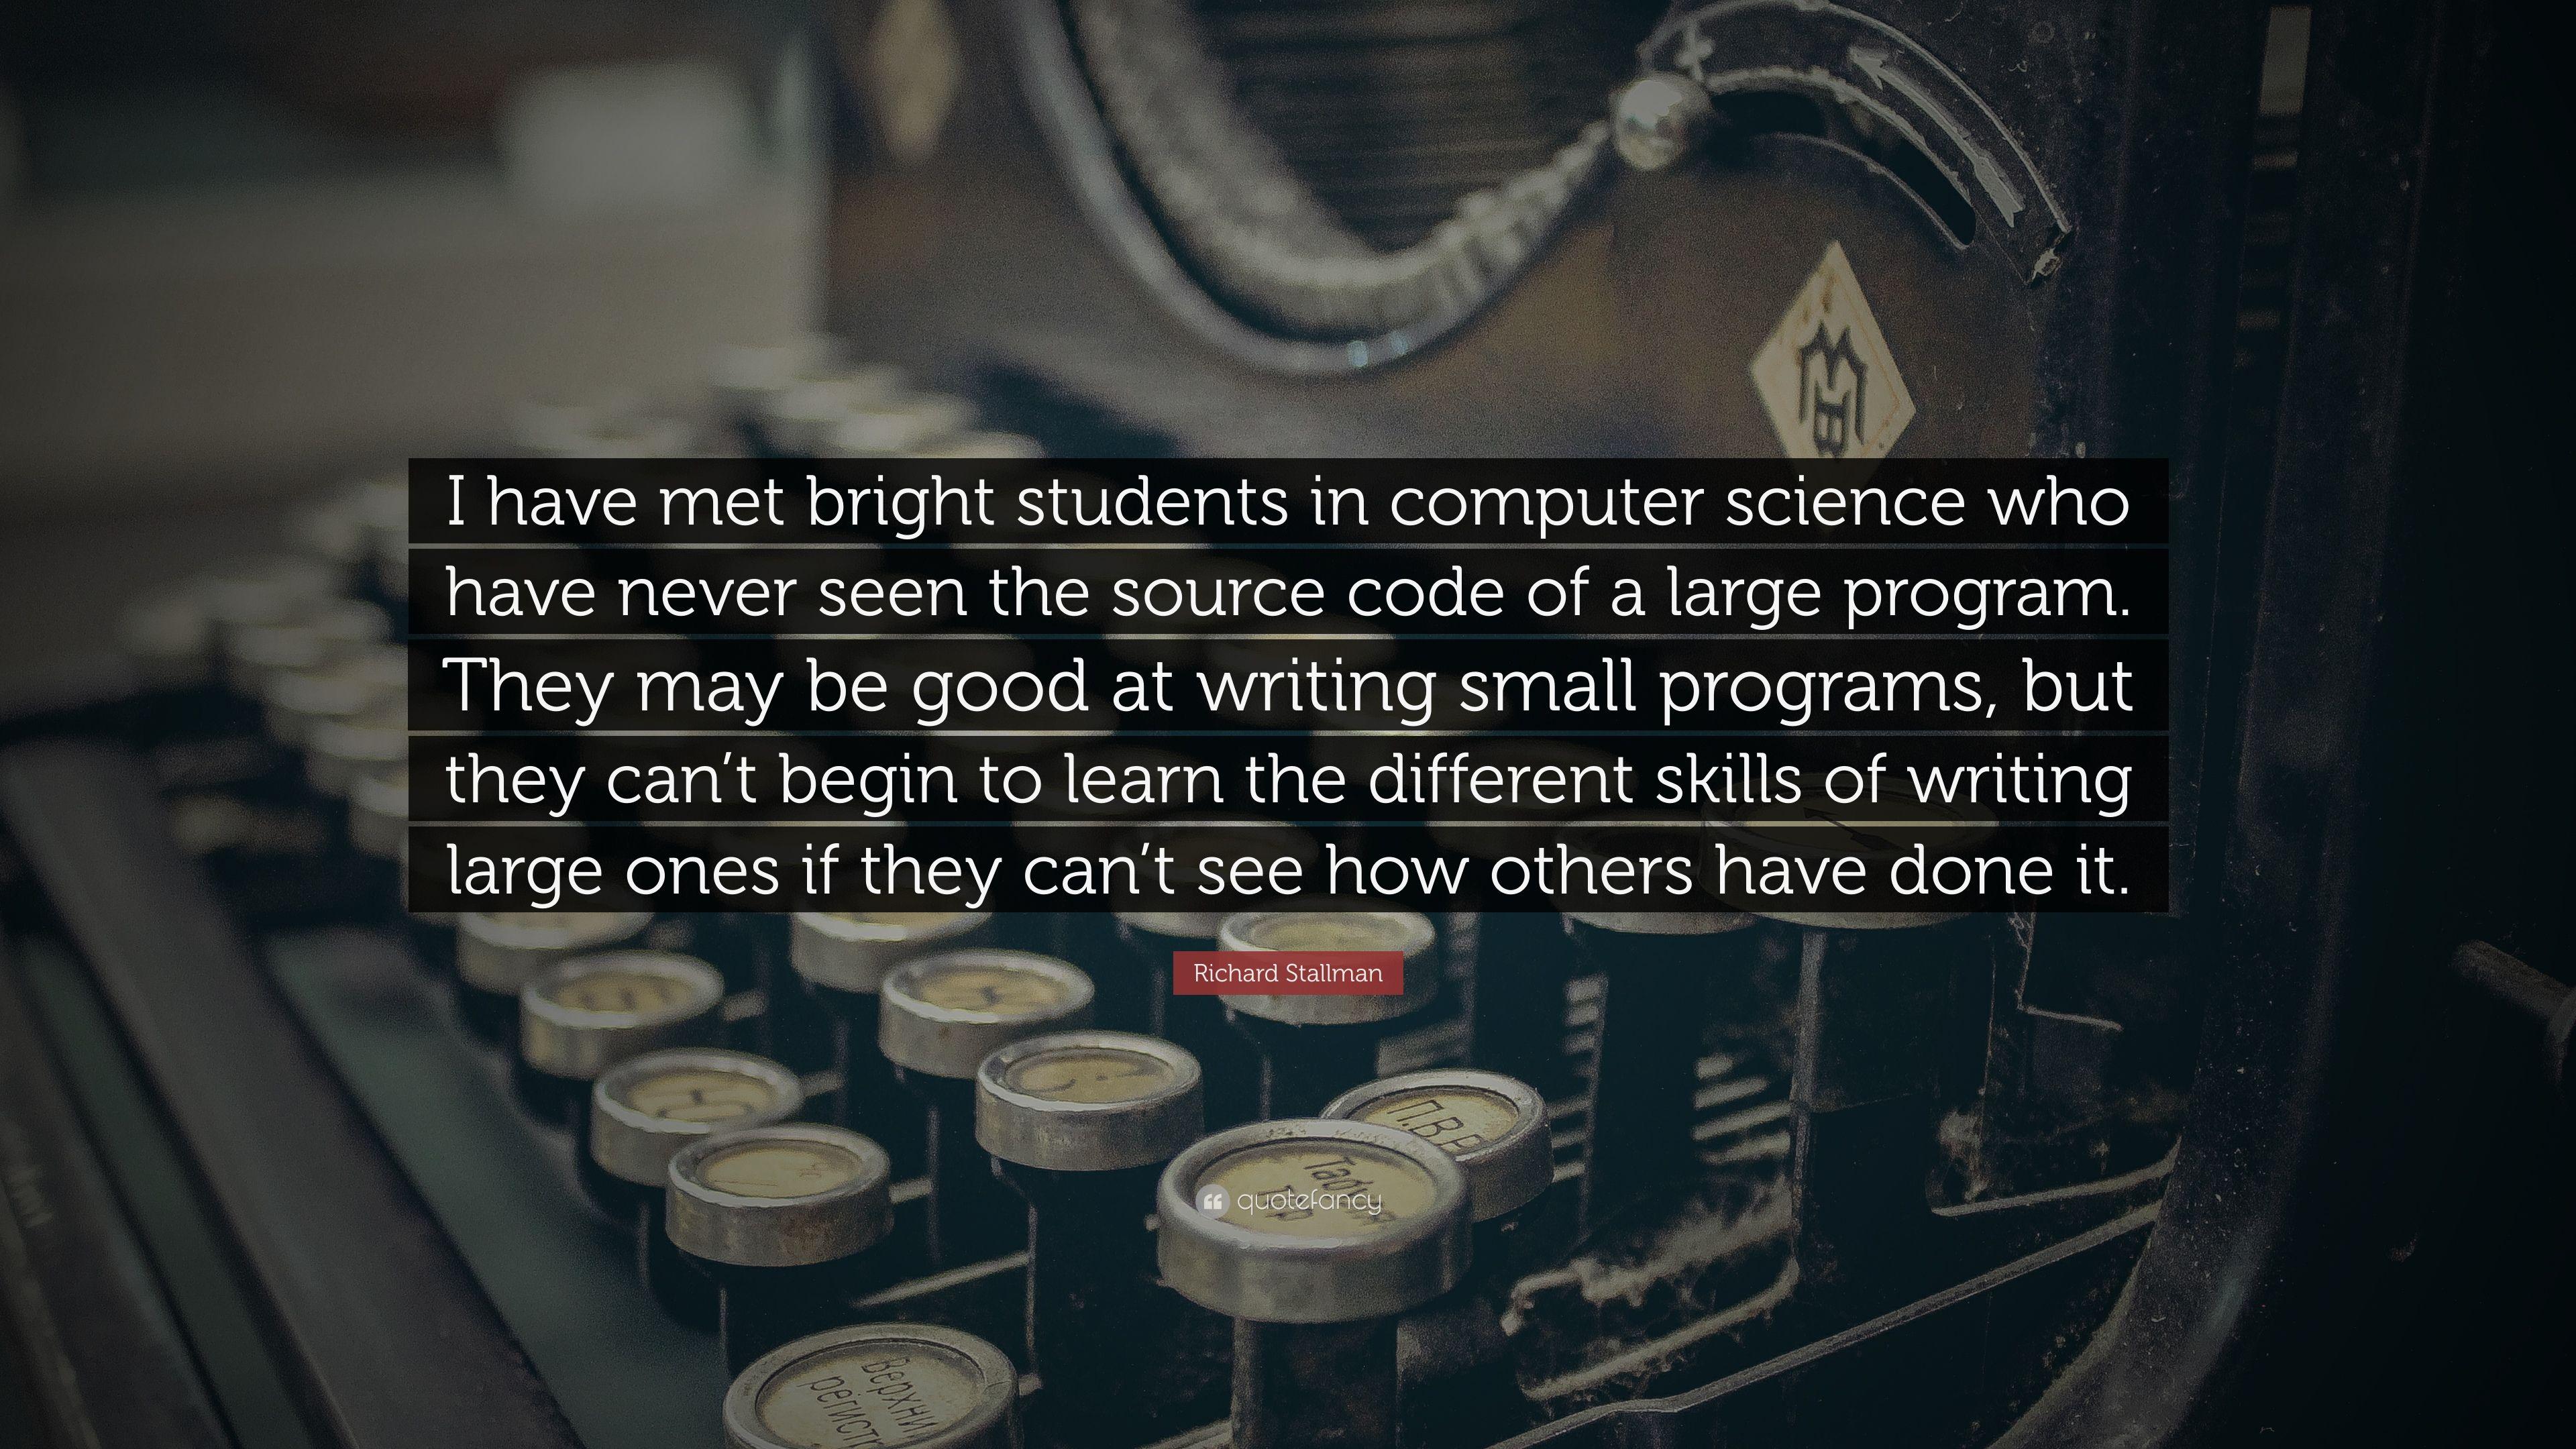 I have met bright students in computer science who
have never seen the source code of a large program.
They may be good at writing small programs, but
they can’t begin to learn the different skills of writing
large ones if they can’t see how others have done it.
Richard Stallman
П.В.Р
quotefancy
Ю